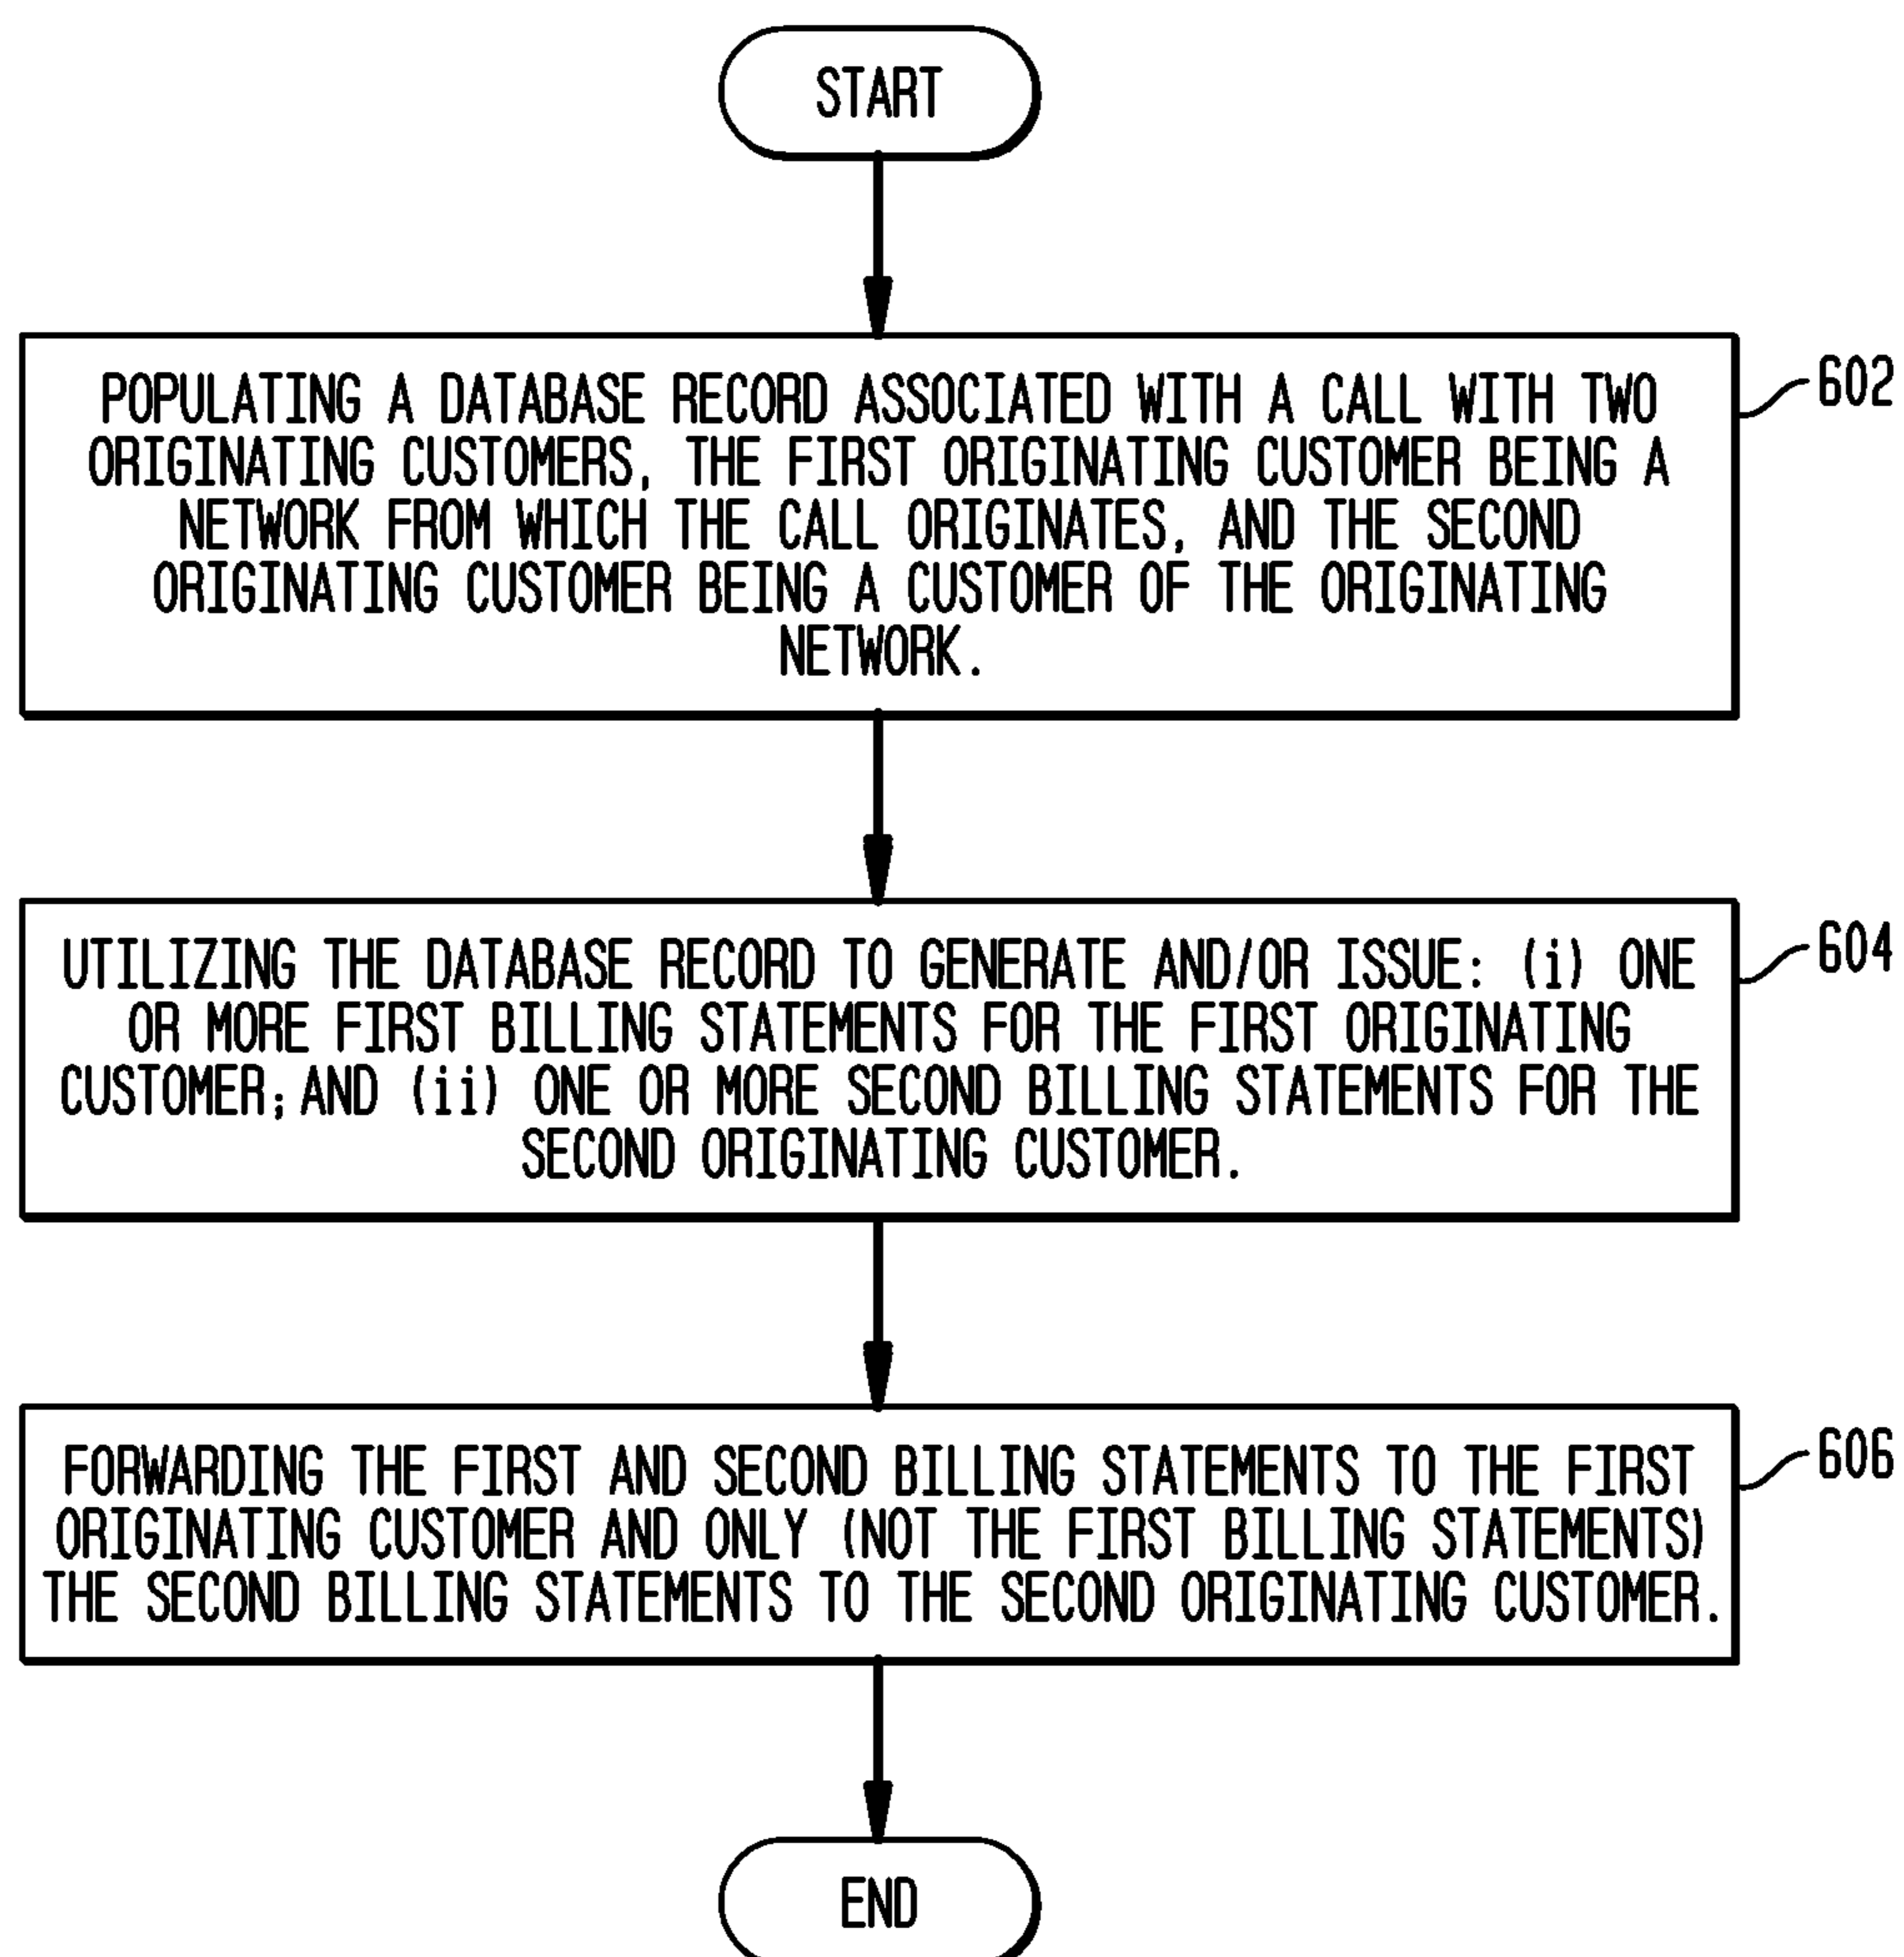 START
POPULATING A DATABASE RECORD ASSOCIATED WITH A CALL WITH TWO
ORIGINATING CUSTOMERS, THE FIRST ORIGINATING CUSTOMER BEING A
NETWORK FROM WHICH THE CALL ORIGINATES, AND THE SECOND
ORIGINATING CUSTOMER BEING A CUSTOMER OF THE ORIGINATING
NETWORK.
602
UTILIZING THE DATABASE RECORD TO GENERATE AND/OR ISSUE: (i) ONE
OR MORE FIRST BILLING STATEMENTS FOR THE FIRST ORIGINATING
CUSTOMER; AND (ii) ONE OR MORE SECOND BILLING STATEMENTS FOR THE
SECOND ORIGINATING CUSTOMER.
604
FORWARDING THE FIRST AND SECOND BILLING STATEMENTS TO THE FIRST
ORIGINATING CUSTOMER AND ONLY (NOT THE FIRST BILLING STATEMENTS)
THE SECOND BILLING STATEMENTS TO THE SECOND ORIGINATING CUSTOMER.
606
END